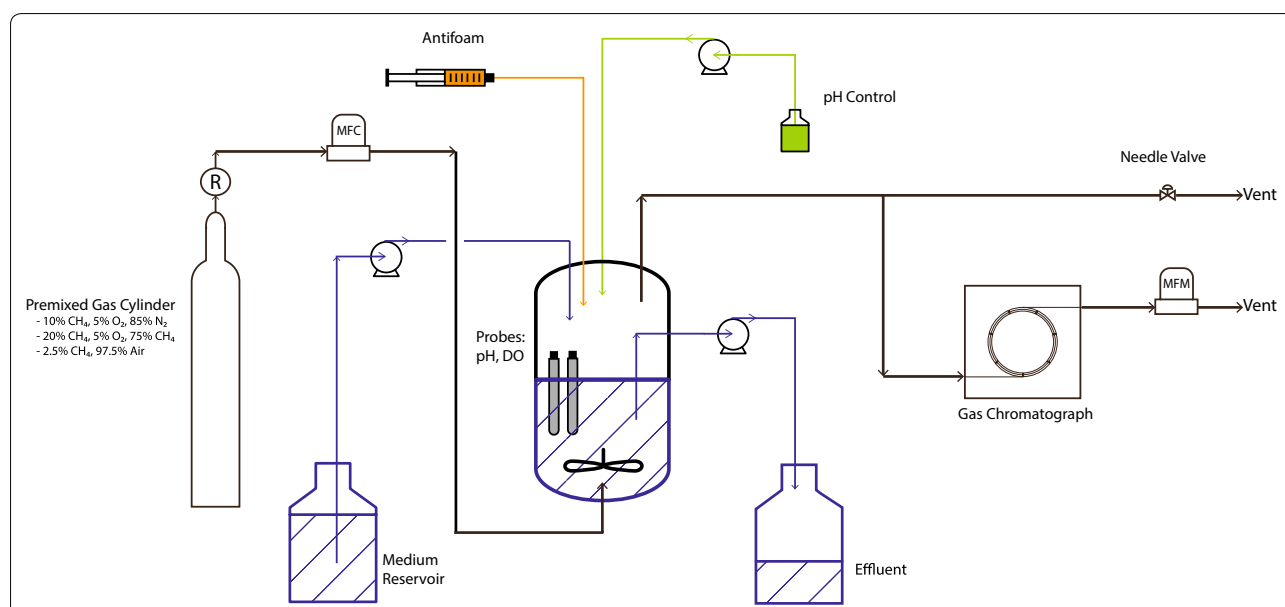 Antifoam
pH Control
MFC
Needle Valve
R
Vent
Premixed Gas Cylinder
- 10% CH₄, 5% O₂, 85% N₂
- 20% CH₄, 5% O₂, 75% CH₄
- 2.5% CH₄, 97.5% Air
Probes:
pH, DO
MFM
Vent
Gas Chromatograph
Medium
Reservoir
Effluent